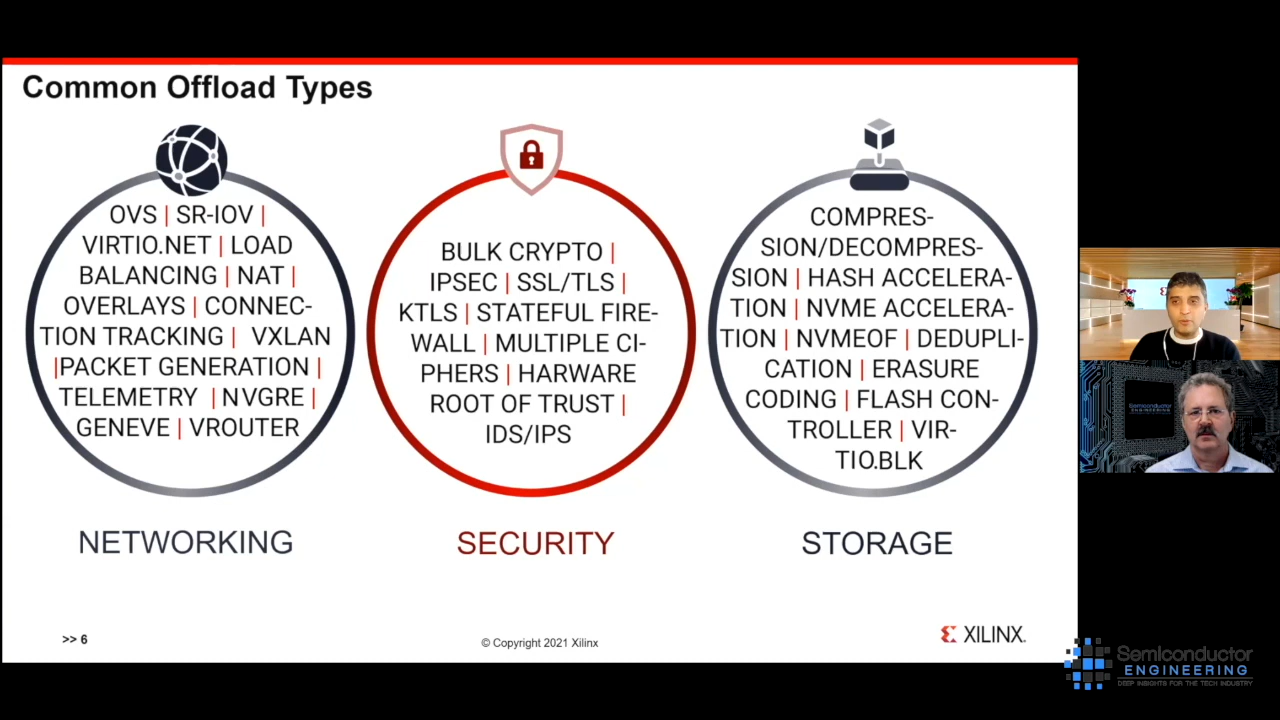 Common Offload Types
OVS | SR-IOV |
VIRTIO.NET | LOAD
BALANCING | NAT |
OVERLAYS | CONNEC-
TION TRACKING | VXLAN
|PACKET GENERATION |
TELEMETRY | NVGRE |
GENEVE | VROUTER
NETWORKING
BULK CRYPTO |
IPSEC | SSL/TLS |
KTLS | STATEFUL FIRE-
WALL | MULTIPLE CI-
PHERS | HARWARE
ROOT OF TRUST |
IDS/IPS
SECURITY
COMPRES-
SION/DECOMPRES-
SION | HASH ACCELERA-
TION | NVME ACCELERA-
TION | NVMEOF | DEDUPLI-
CATION | ERASURE
CODING | FLASH CON-
TROLLER | VIR-
TIO.BLK
STORAGE
>> 6
© Copyright 2021 Xilinx
XILINX
Semiconductor
ENGINEERING
Semiconductor
ENGINEERING
DEEP INSIGHTS FOR THE TECH INDUSTRY